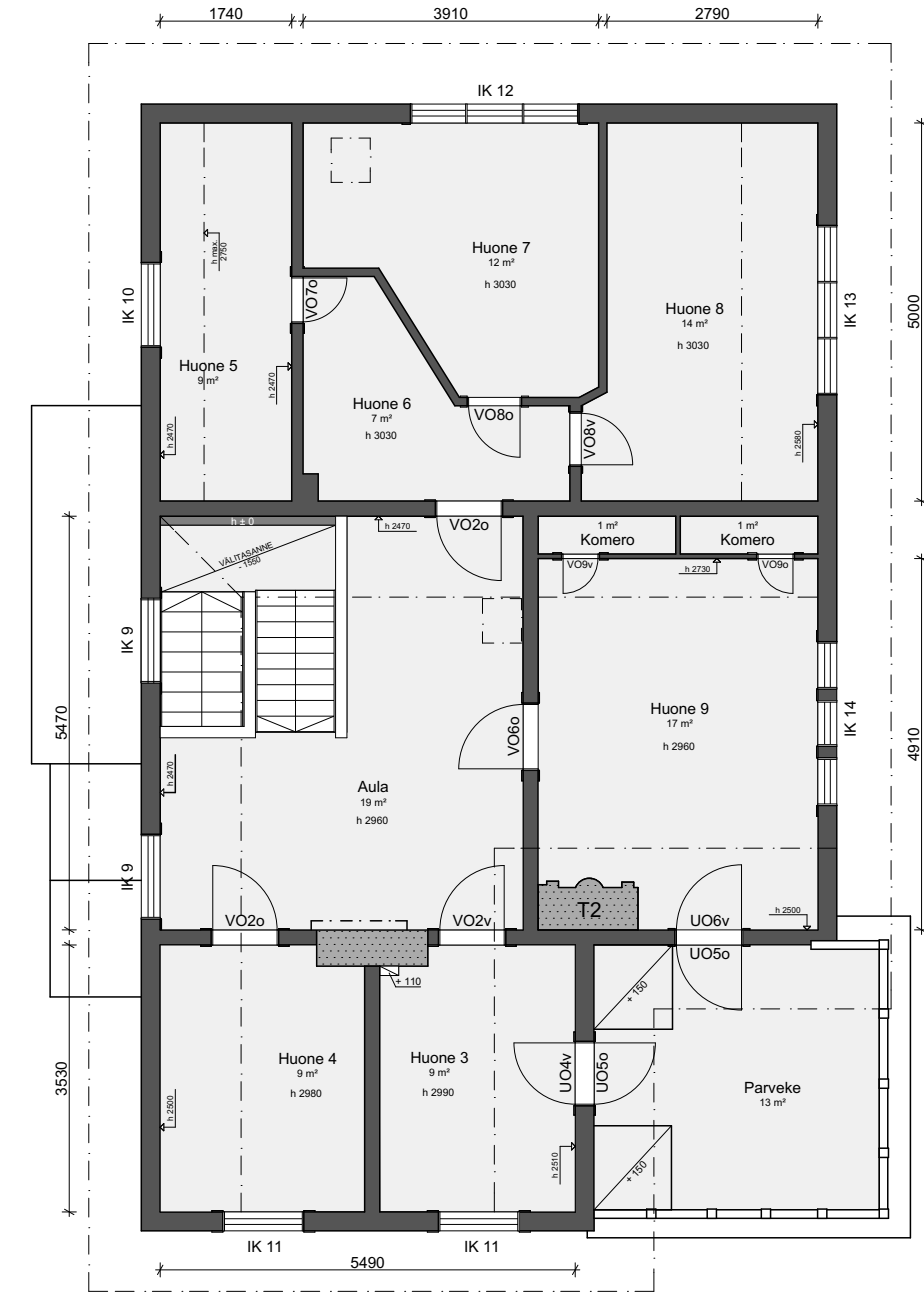 1740
3910
2790
IK 12
Huone 7
12 m²
h 3030
h max.
2750
IK 10
VO7o
Huone 8
14 m²
h 3030
IK 13
5000
Huone 5
9 m²
h 2470
Huone 6
7 m²
h 3030
VO8o
VO8v
h 2470
h 2580
h ± 0
VÄLITASANNE
- 1550
h 2470
VO2o
1 m²
Komero
1 m²
Komero
VO9v
h 2730
VO9o
IK 9
5470
VO6o
Huone 9
17 m²
h 2960
IK 14
4910
h 2470
Aula
19 m²
h 2960
IK 9
VO2o
VO2v
T2
UO6v
h 2500
UO5o
+ 110
+ 150
3530
Huone 4
9 m²
h 2980
Huone 3
9 m²
h 2990
UO4v
UO5o
Parveke
13 m²
h 2500
h 2510
+ 150
IK 11
IK 11
5490